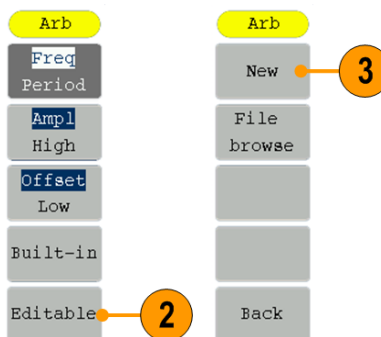 Arb
Freq
Period
Ampl
High
Offset
Low
Built-in
Editable
2
Arb
New
3
File
browse
Back